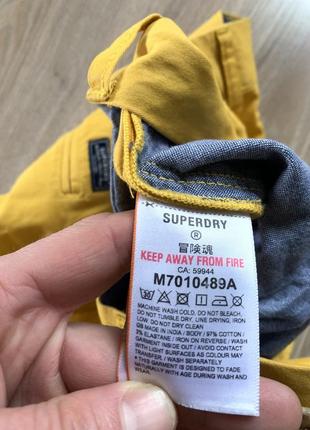 SUPERDRY
®
冒険魂
KEEP AWAY FROM FIRE
CA: 59944
M7010489A
MACHINE WASH COLD, DO NOT BLEACH,
DO NOT TUMBLE DRY, LINE DRYING, IRON
LOW DO NOT DRY CLEAN
GB MADE IN INDIA / BODY / 97% COTTON /
3% ELASTANE / IRON ON REVERSE / WASH
GARMENT INSIDE OUT / AVOID CONTACT
WITH LIGHT SURFACES AS COLOUR MAY
TRANSFER / WASH SEPARATELY
* THIS GARMENT IS DESIGNED TO FADE
NATURALLY WITH AGE DURING WASH AND
WEAR